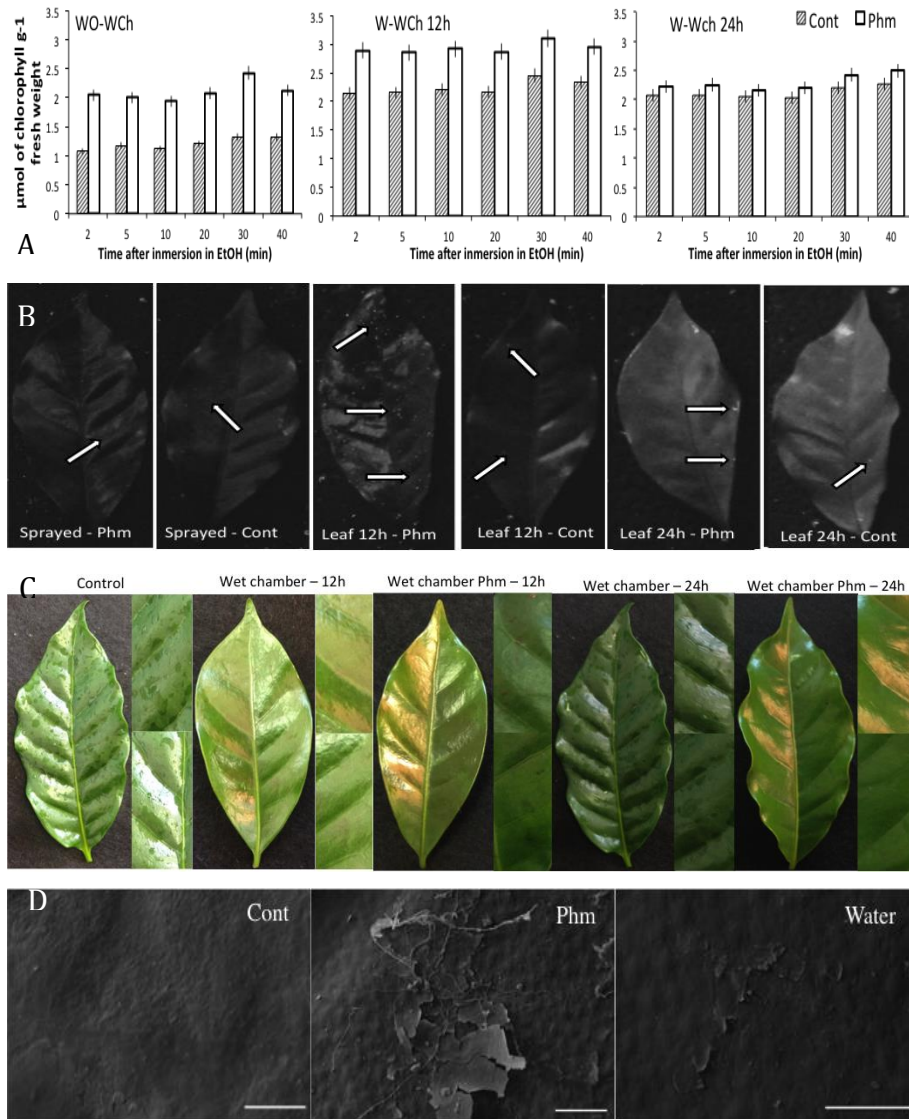 µmol of chlorophyll g-1
fresh weight
WO-WCh
3.5
3
2.5
2
1.5
1
0.5
0
2 5 10 20 30 40
Time after inmersion in EtOH (min)
W-WCh 12h
3.5
3
2.5
2
1.5
1
0.5
0
2 5 10 20 30 40
Time after inmersion in EtOH (min)
W-Wch 24h
Cont Phm
3.5
3
2.5
2
1.5
1
0.5
0
2 5 10 20 30 40
Time after inmersion in EtOH (min)
A
B
Sprayed - Phm
Sprayed - Cont
Leaf 12h - Phm
Leaf 12h - Cont
Leaf 24h - Phm
Leaf 24h - Cont
C
Control
Wet chamber – 12h
Wet chamber Phm – 12h
Wet chamber – 24h
Wet chamber Phm – 24h
D
Cont
Phm
Water